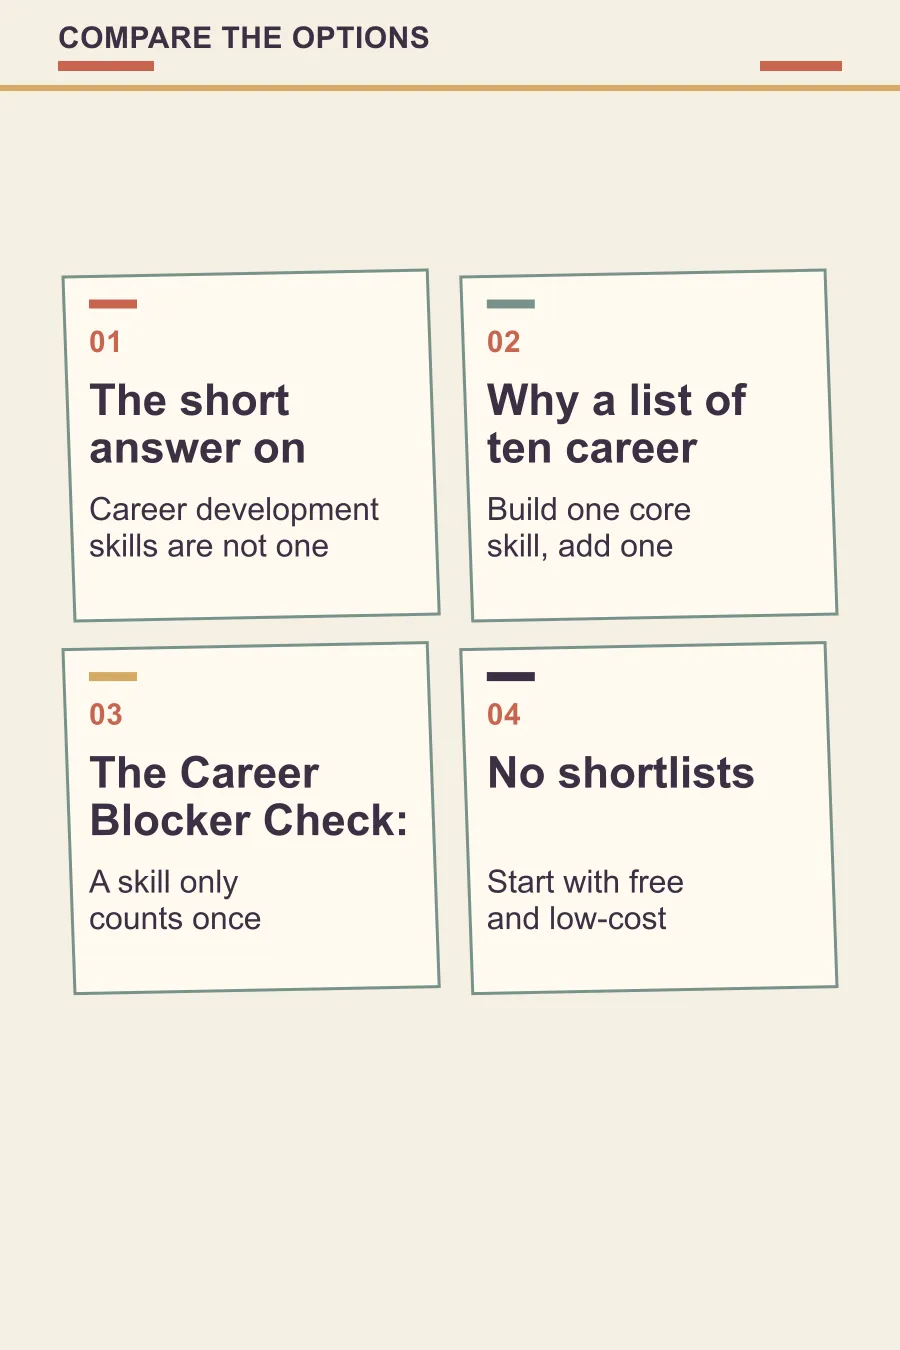 COMPARE THE OPTIONS
01
The short
answer on
Career development
skills are not one
02
Why a list of
ten career
Build one core
skill, add one
03
The Career
Blocker Check:
A skill only
counts once
04
No shortlists
Start with free
and low-cost